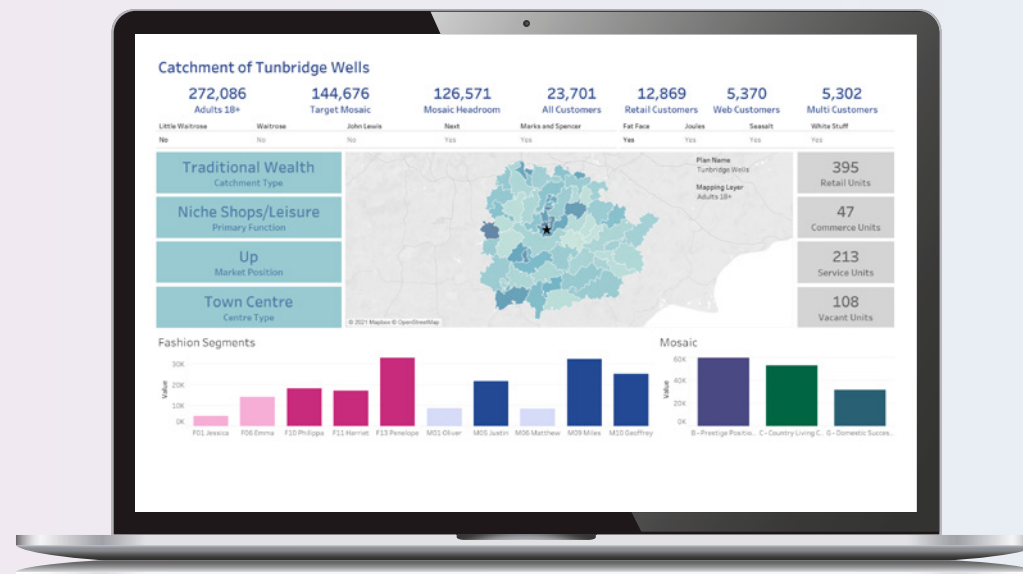 Catchment of Tunbridge Wells
272,086 144,676 126,571 23,701 12,869 5,370 5,302
Adults 18+ Target Mosaic Mosaic Headroom All Customers Retail Customers Web Customers Multi Customers
Little Waitrose Waitrose John Lewis Next Marks and Spencer Fat Face Joules Seasalt White Stuff
No No No Yes Yes Yes Yes Yes Yes
Traditional Wealth
Catchment Type
Niche Shops/Leisure
Primary Function
Up
Market Position
Town Centre
Centre Type
Plan Name
Tunbridge Wells
Mapping Layer
Adults 18+
© 2021 Mapbox © OpenStreetMap
395
Retail Units
47
Commerce Units
213
Service Units
108
Vacant Units
Fashion Segments
Value
30K
20K
10K
0K
F01 Jessica F06 Emma F10 Philippa F11 Harriet F13 Penelope M01 Oliver M05 Justin M06 Matthew M09 Miles M10 Geoffrey
Mosaic
Value
60K
40K
20K
0K
B - Prestige Positio.. C - Country Living C.. G - Domestic Succes..